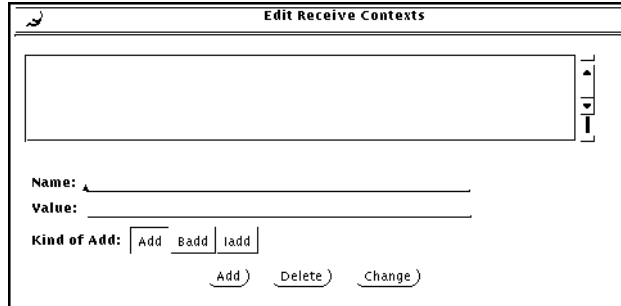 Edit Receive Contexts
Name:
Value:
Kind of Add: Add Badd Iadd
Add Delete Change